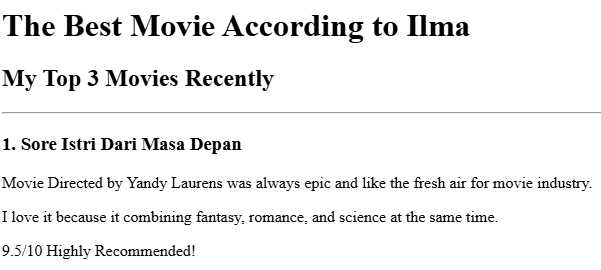 The Best Movie According to Ilma
My Top 3 Movies Recently
1. Sore Istri Dari Masa Depan
Movie Directed by Yandy Laurens was always epic and like the fresh air for movie industry.
I love it because it combining fantasy, romance, and science at the same time.
9.5/10 Highly Recommended!